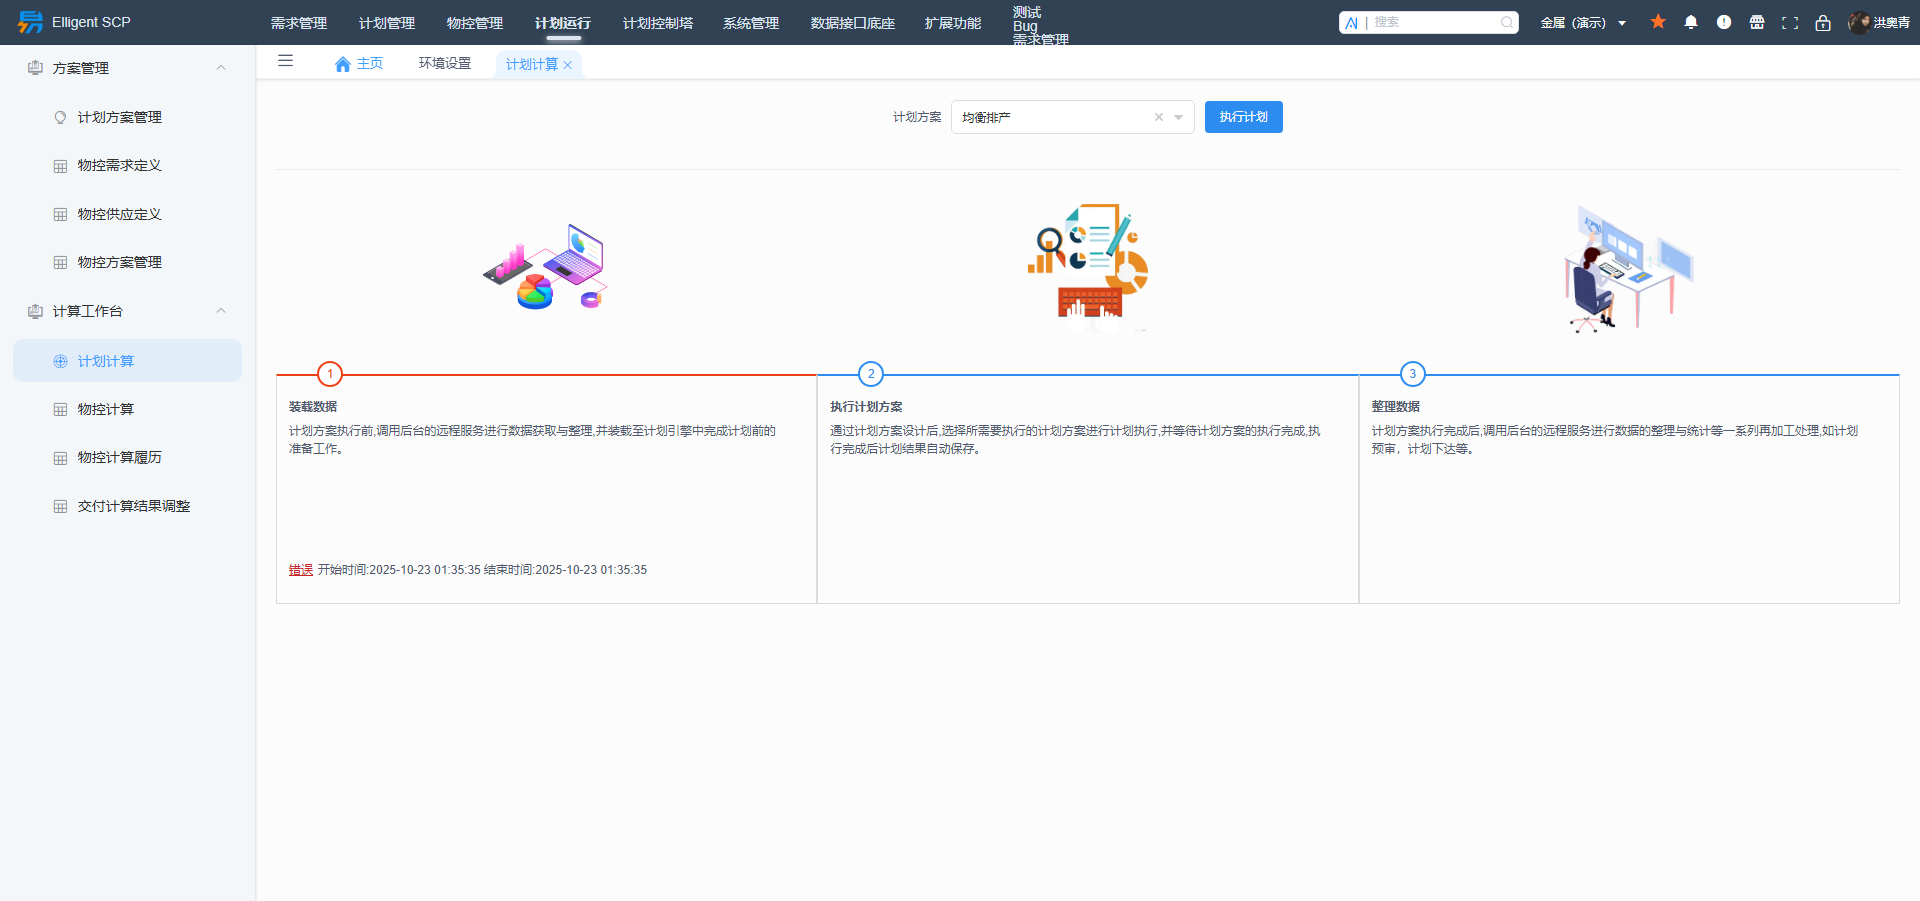 Elligent SCP
需求管理 计划管理 物控管理 计划运行 计划控制塔 系统管理 数据接口底座 扩展功能
测试
Bug
需求管理
AI | 搜索
金属（演示）
洪奥青
方案管理
计划方案管理
物控需求定义
物控供应定义
物控方案管理
计算工作台
计划计算
物控计算
物控计算履历
交付计算结果调整
主页 环境设置 计划计算
计划方案 均衡排产 执行计划
1
装载数据
计划方案执行前,调用后台的远程服务进行数据获取与整理,并装载至计划引擎中完成计划前的
准备工作。
错误 开始时间:2025-10-23 01:35:35 结束时间:2025-10-23 01:35:35
2
执行计划方案
通过计划方案设计后,选择所需要执行的计划方案进行计划执行,并等待计划方案的执行完成,执
行完成后计划结果自动保存。
3
整理数据
计划方案执行完成后,调用后台的远程服务进行数据的整理与统计等一系列再加工处理,如计划
预审，计划下达等。